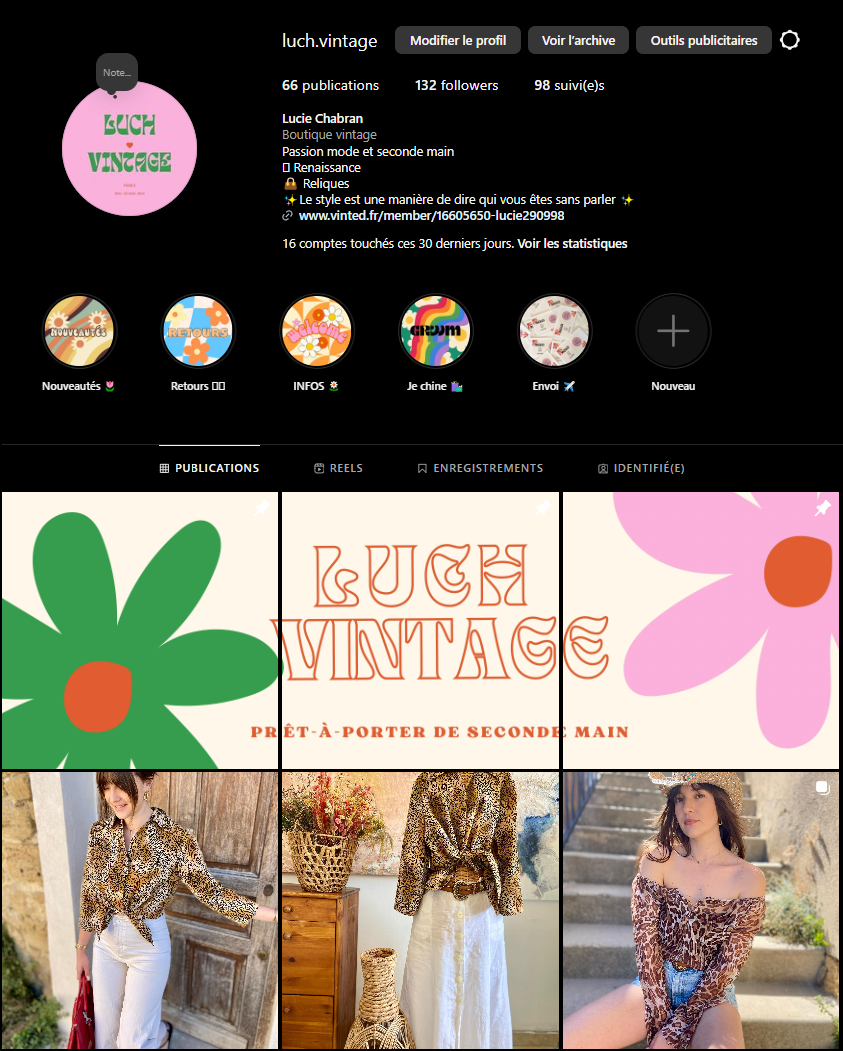 luch.vintage Modifier le profil Voir l'archive Outils publicitaires
Note...
66 publications 132 followers 98 suivi(e)s
LUCH
VINTAGE
Lucie Chabran
Boutique vintage
Passion mode et seconde main
Renaissance
👜 Reliques
✨Le style est une manière de dire qui vous êtes sans parler ✨
www.vinted.fr/member/16605650-lucie290998
16 comptes touchés ces 30 derniers jours. Voir les statistiques
NOUVEAUTÉS RETOURS Welcome GRWM
Nouveautés 🌷 Retours INFOS 🌼 Je chine 🛍️ Envoi ✈️ Nouveau
PUBLICATIONS REELS ENREGISTREMENTS IDENTIFIÉ(E)
LUCH
VINTAGE
PRÊT-À-PORTER DE SECONDE MAIN